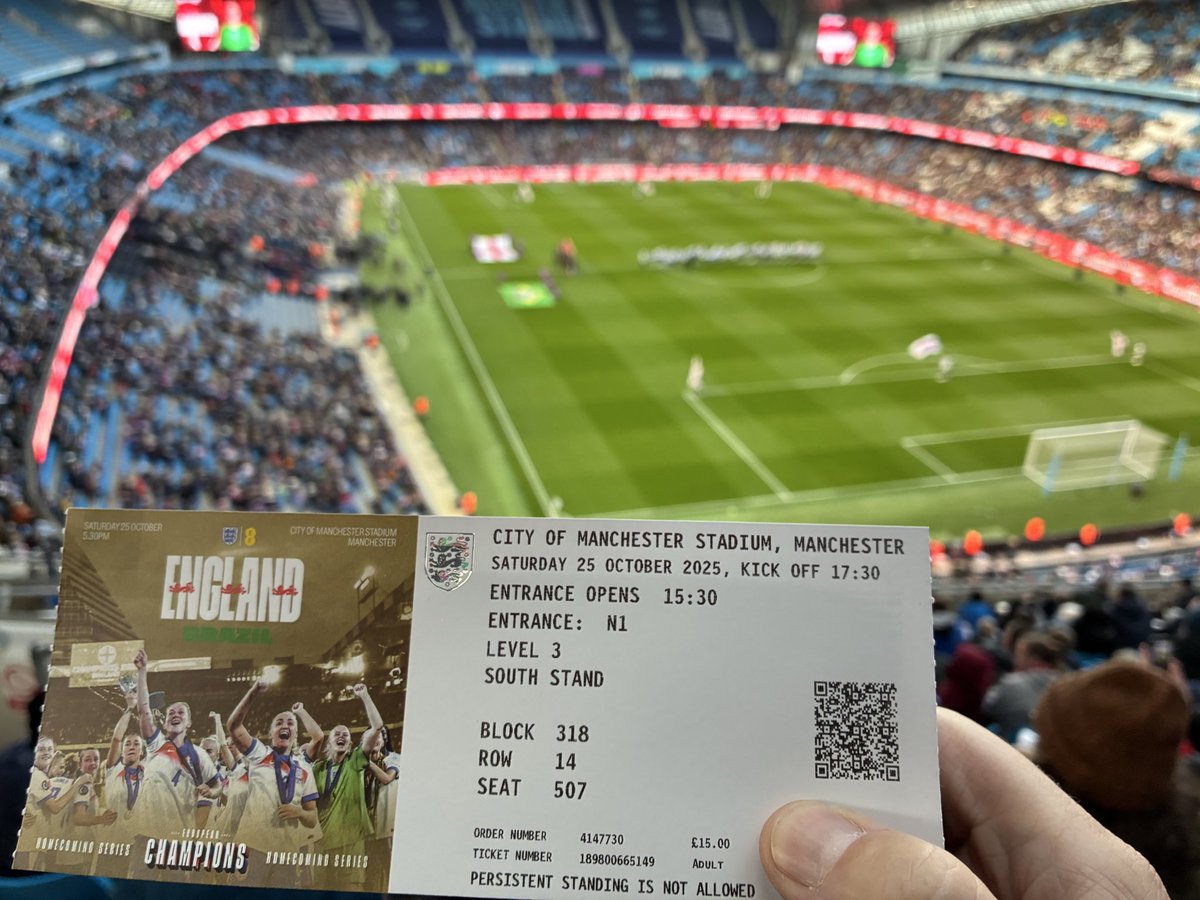 SATURDAY 25 OCTOBER
5.30PM
CITY OF MANCHESTER STADIUM
MANCHESTER
ENGLAND
BRAZIL
EUROPEAN
HOMECOMING SERIES CHAMPIONS HOMECOMING SERIES
CITY OF MANCHESTER STADIUM, MANCHESTER
SATURDAY 25 OCTOBER 2025, KICK OFF 17:30
ENTRANCE OPENS 15:30
ENTRANCE: N1
LEVEL 3
SOUTH STAND
BLOCK 318
ROW 14
SEAT 507
ORDER NUMBER 4147730 £15.00
TICKET NUMBER 189800665149 ADULT
PERSISTENT STANDING IS NOT ALLOWED